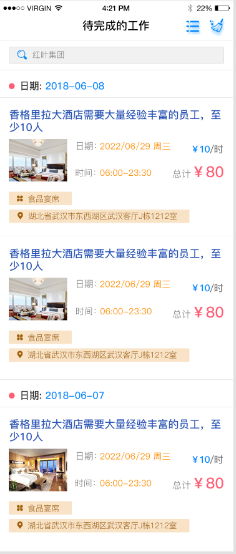 VIRGIN 4:21 PM 22%
待完成的工作
红叶集团
日期: 2018-06-08
香格里拉大酒店需要大量经验丰富的员工，至
少10人
日期: 2022/06/29 周三
￥10/时
时间: 06:00-23:30
总计￥80
食品宴席
湖北省武汉市东西湖区武汉客厅J栋1212室
香格里拉大酒店需要大量经验丰富的员工，至
少10人
日期: 2022/06/29 周三
￥10/时
时间: 06:00-23:30
总计￥80
食品宴席
湖北省武汉市东西湖区武汉客厅J栋1212室
日期: 2018-06-07
香格里拉大酒店需要大量经验丰富的员工，至
少10人
日期: 2022/06/29 周三
￥10/时
时间: 06:00-23:30
总计￥80
食品宴席
湖北省武汉市东西湖区武汉客厅J栋1212室